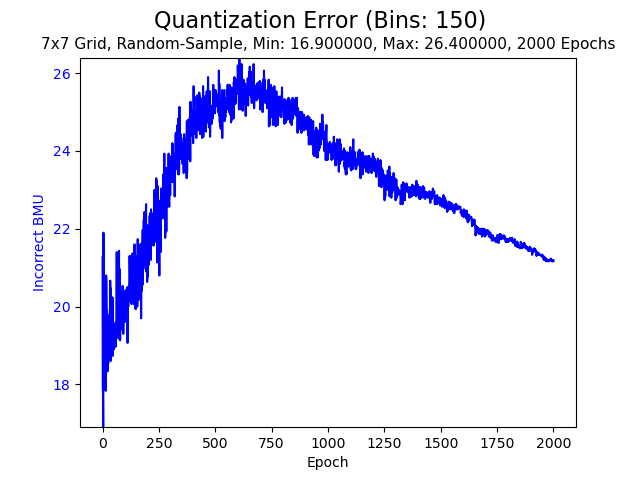 Quantization Error (Bins: 150)
7x7 Grid, Random-Sample, Min: 16.900000, Max: 26.400000, 2000 Epochs
26
24
22
20
18
Incorrect BMU
0 250 500 750 1000 1250 1500 1750 2000
Epoch